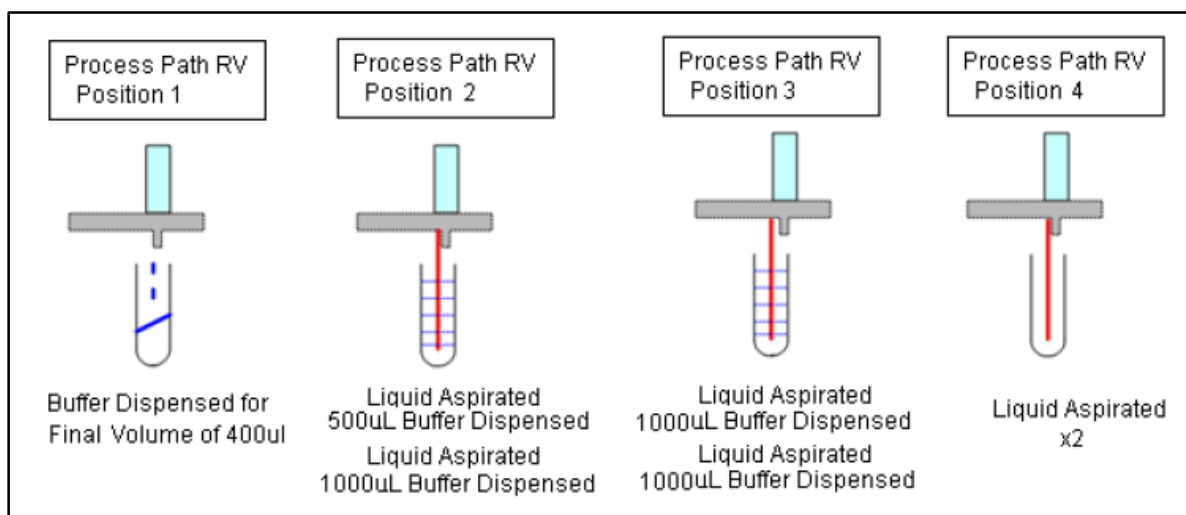 Process Path RV
Position 1
Process Path RV
Position 2
Process Path RV
Position 3
Process Path RV
Position 4
Buffer Dispensed for
Final Volume of 400ul
Liquid Aspirated
500uL Buffer Dispensed
Liquid Aspirated
1000uL Buffer Dispensed
Liquid Aspirated
1000uL Buffer Dispensed
Liquid Aspirated
1000uL Buffer Dispensed
Liquid Aspirated
x2